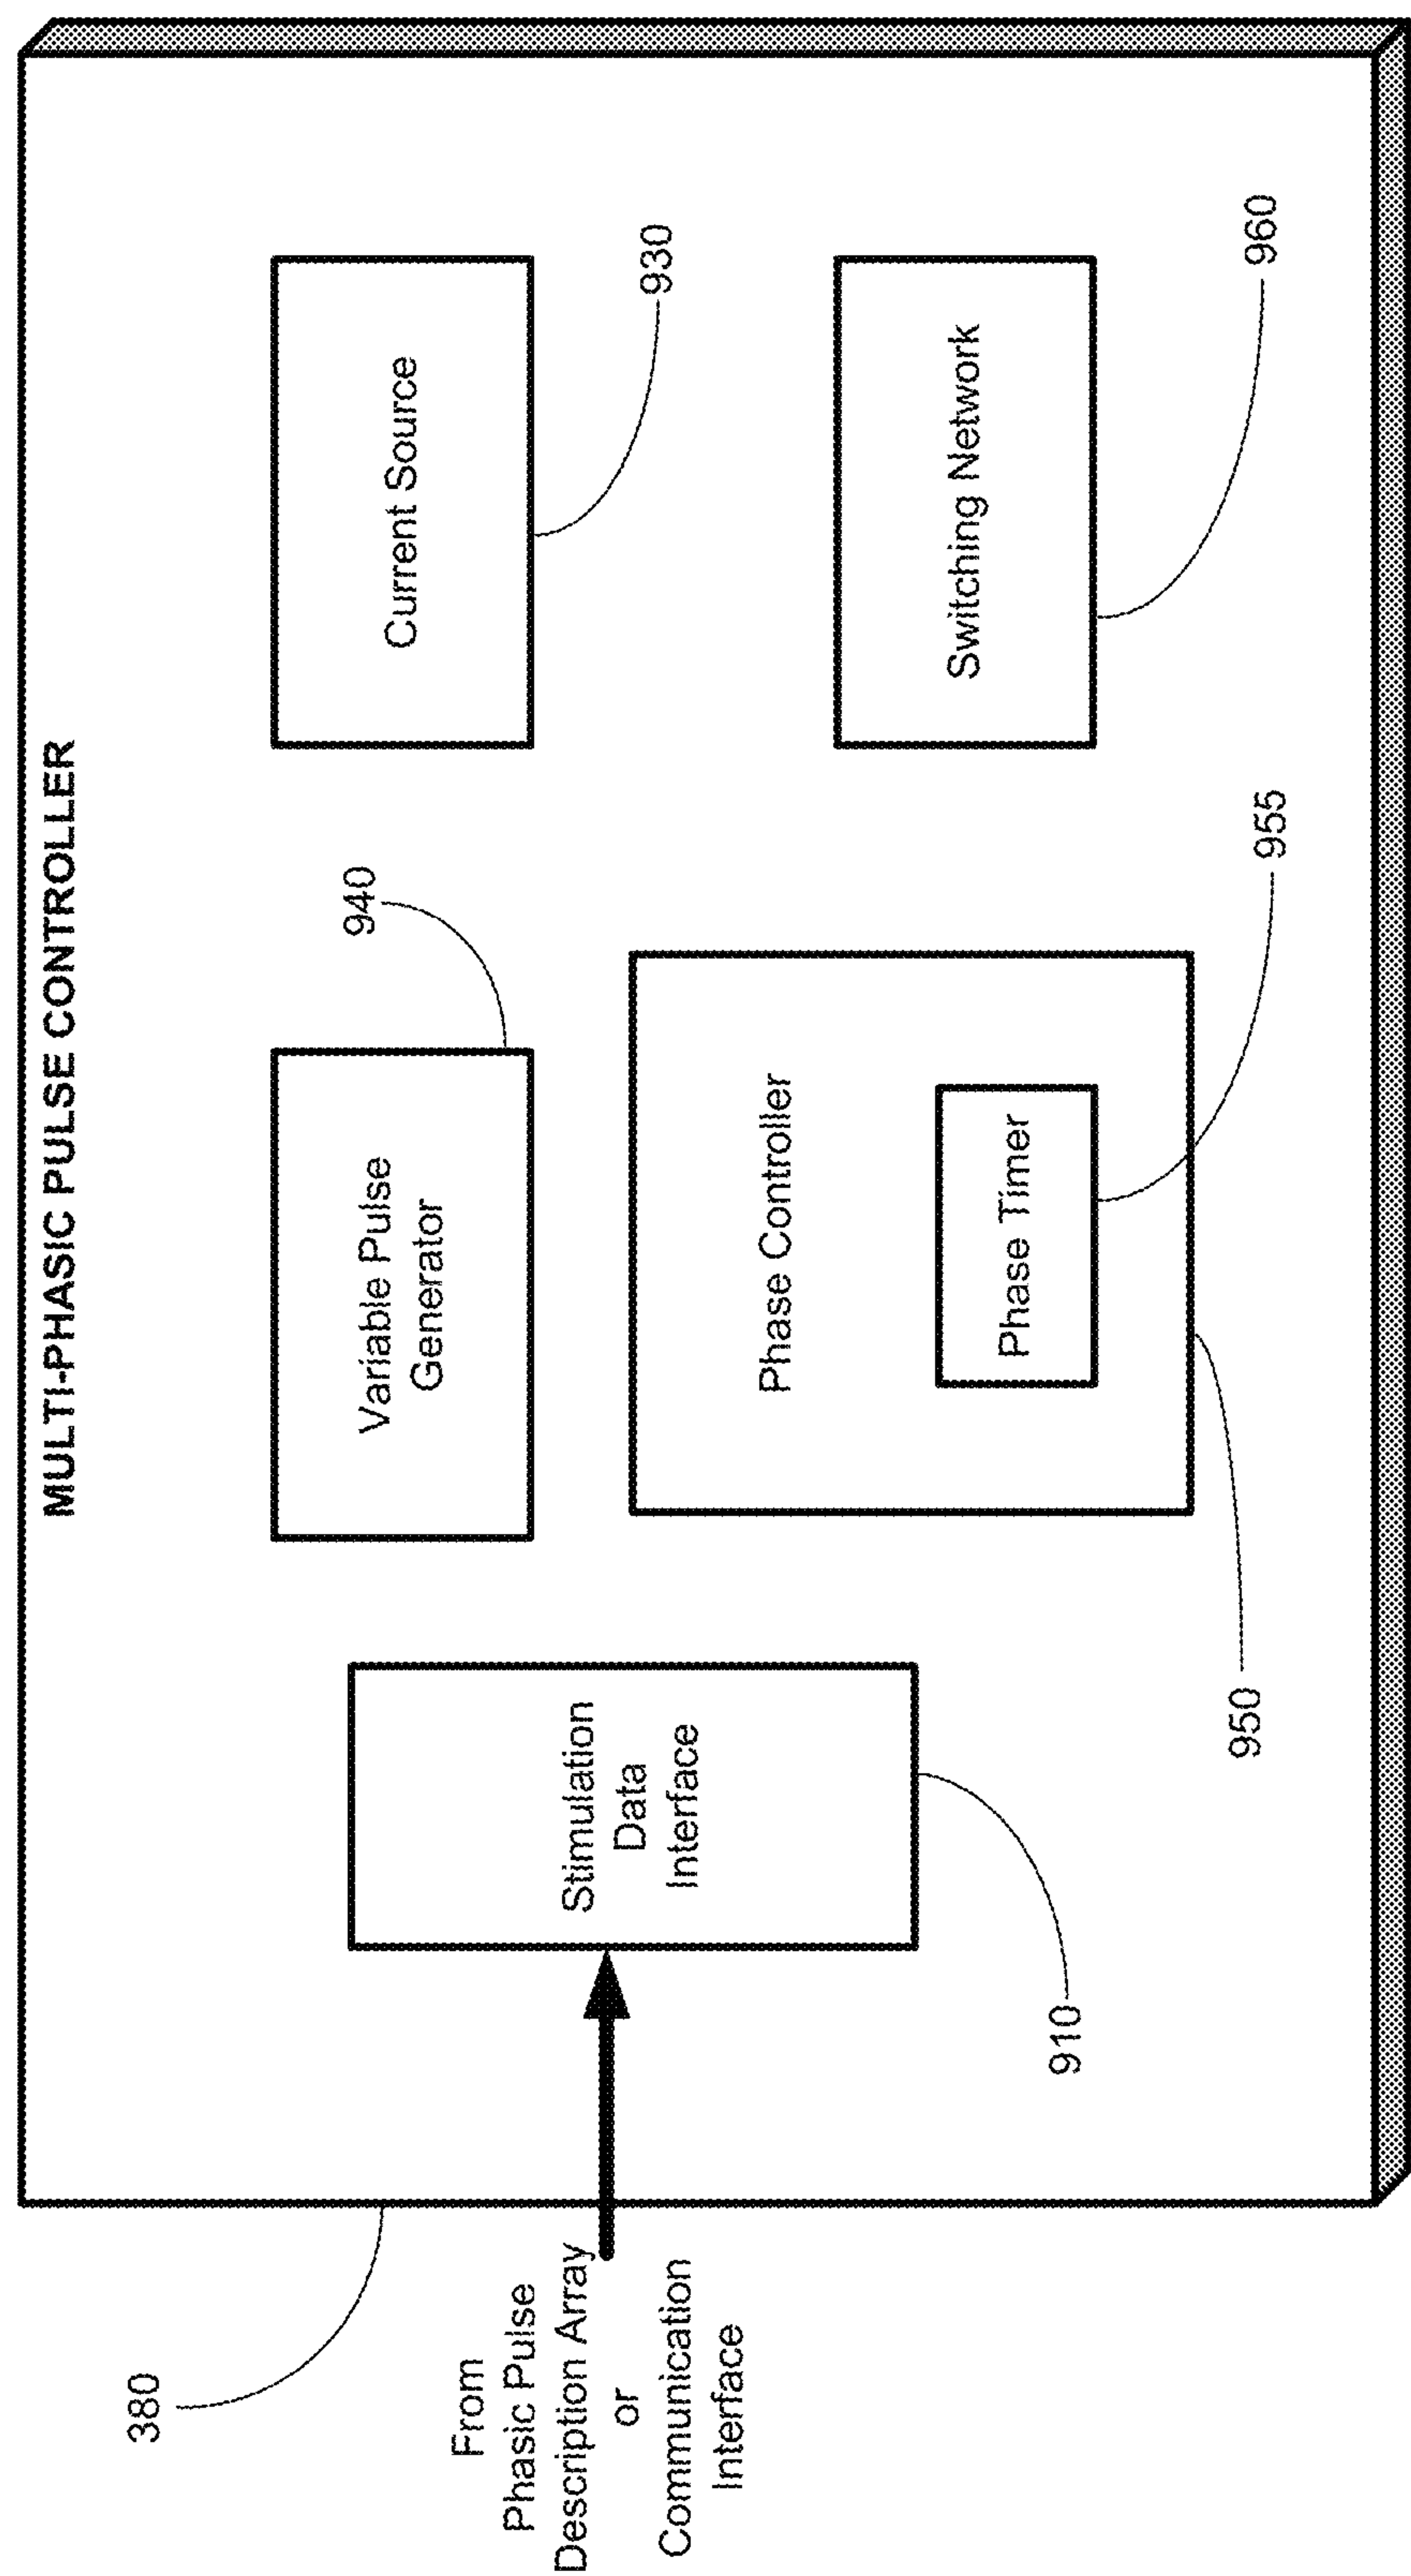 MULTI-PHASIC PULSE CONTROLLER
380
From
Phasic Pulse
Description Array
or
Communication
Interface
Stimulation
Data
Interface
910
Variable Pulse
Generator
940
Current Source
930
Phase Controller
Phase Timer
950
955
Switching Network
960